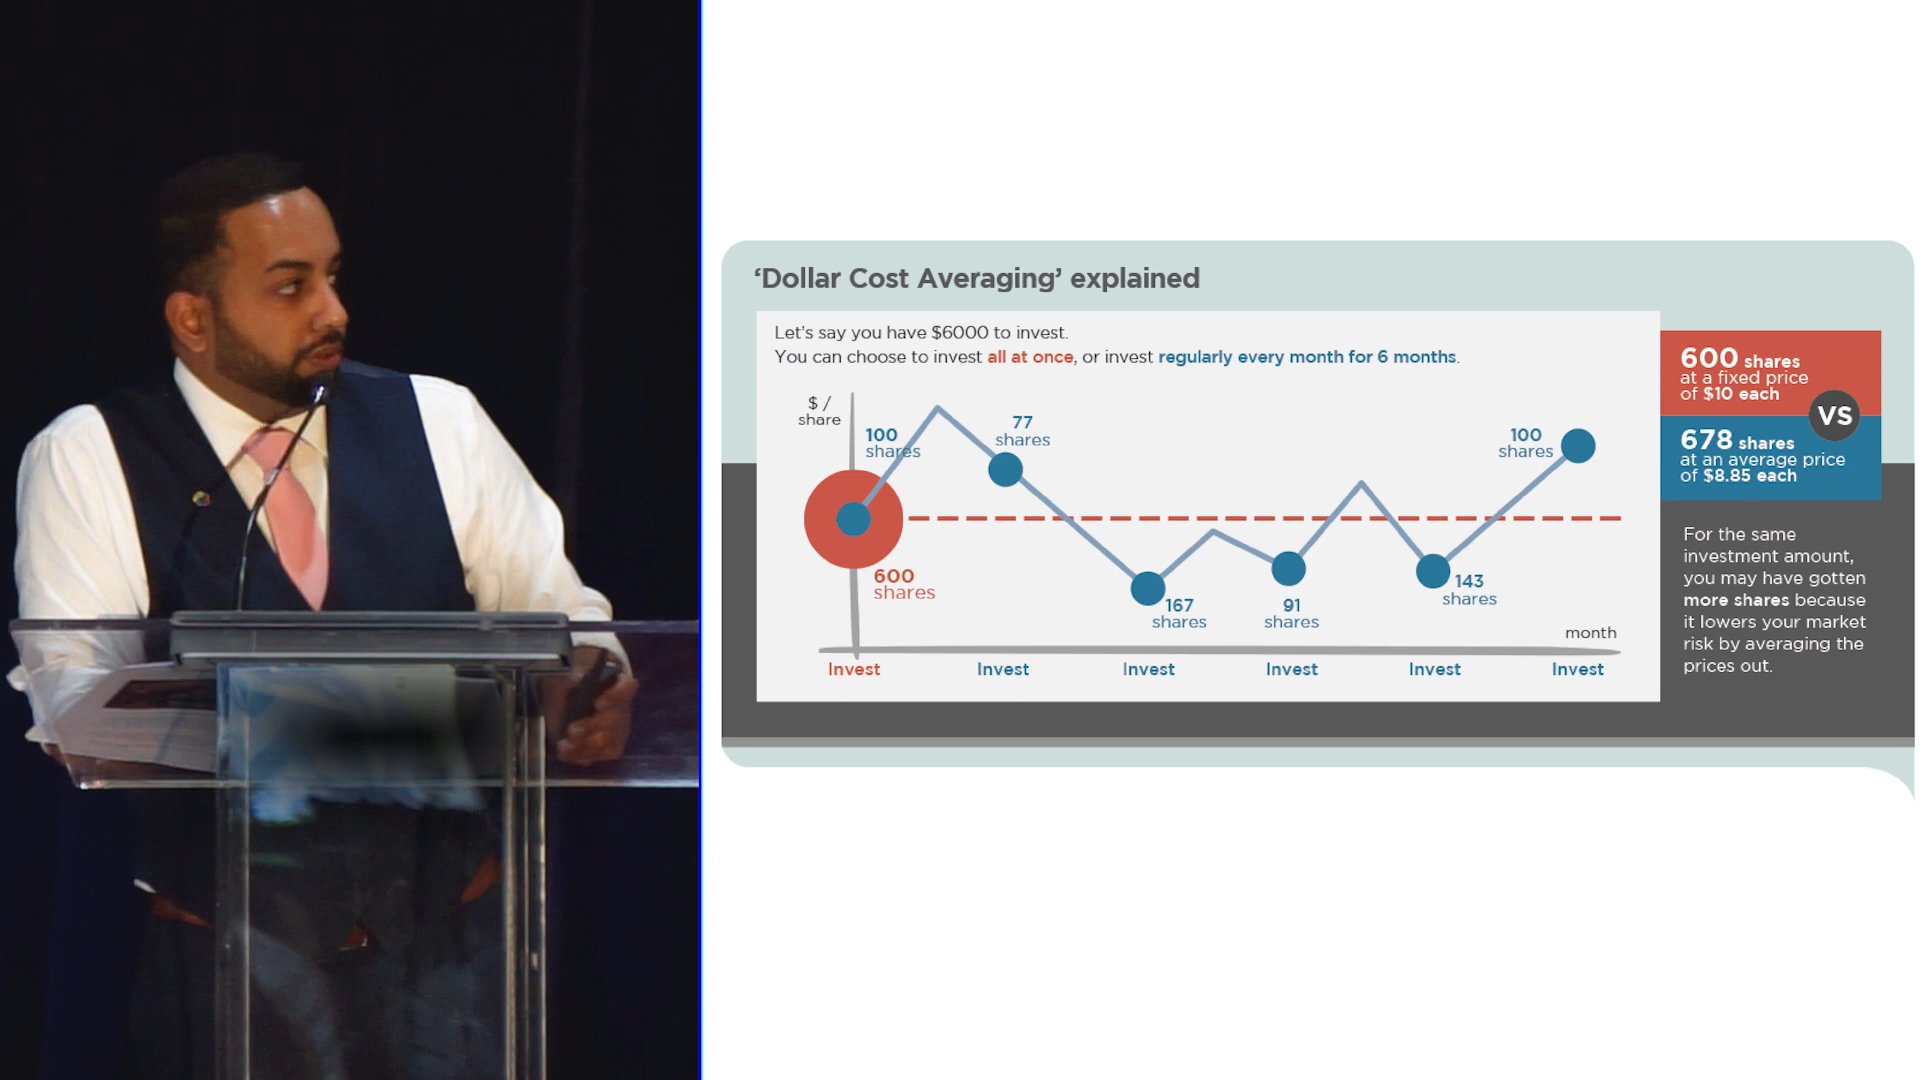 ‘Dollar Cost Averaging’ explained
Let's say you have $6000 to invest.
You can choose to invest all at once, or invest regularly every month for 6 months.
$ /
share
100
shares
77
shares
100
shares
600
shares
167
shares
91
shares
143
shares
month
Invest
Invest
Invest
Invest
Invest
Invest
600 shares
at a fixed price
of $10 each
VS
678 shares
at an average price
of $8.85 each
For the same
investment amount,
you may have gotten
more shares because
it lowers your market
risk by averaging the
prices out.